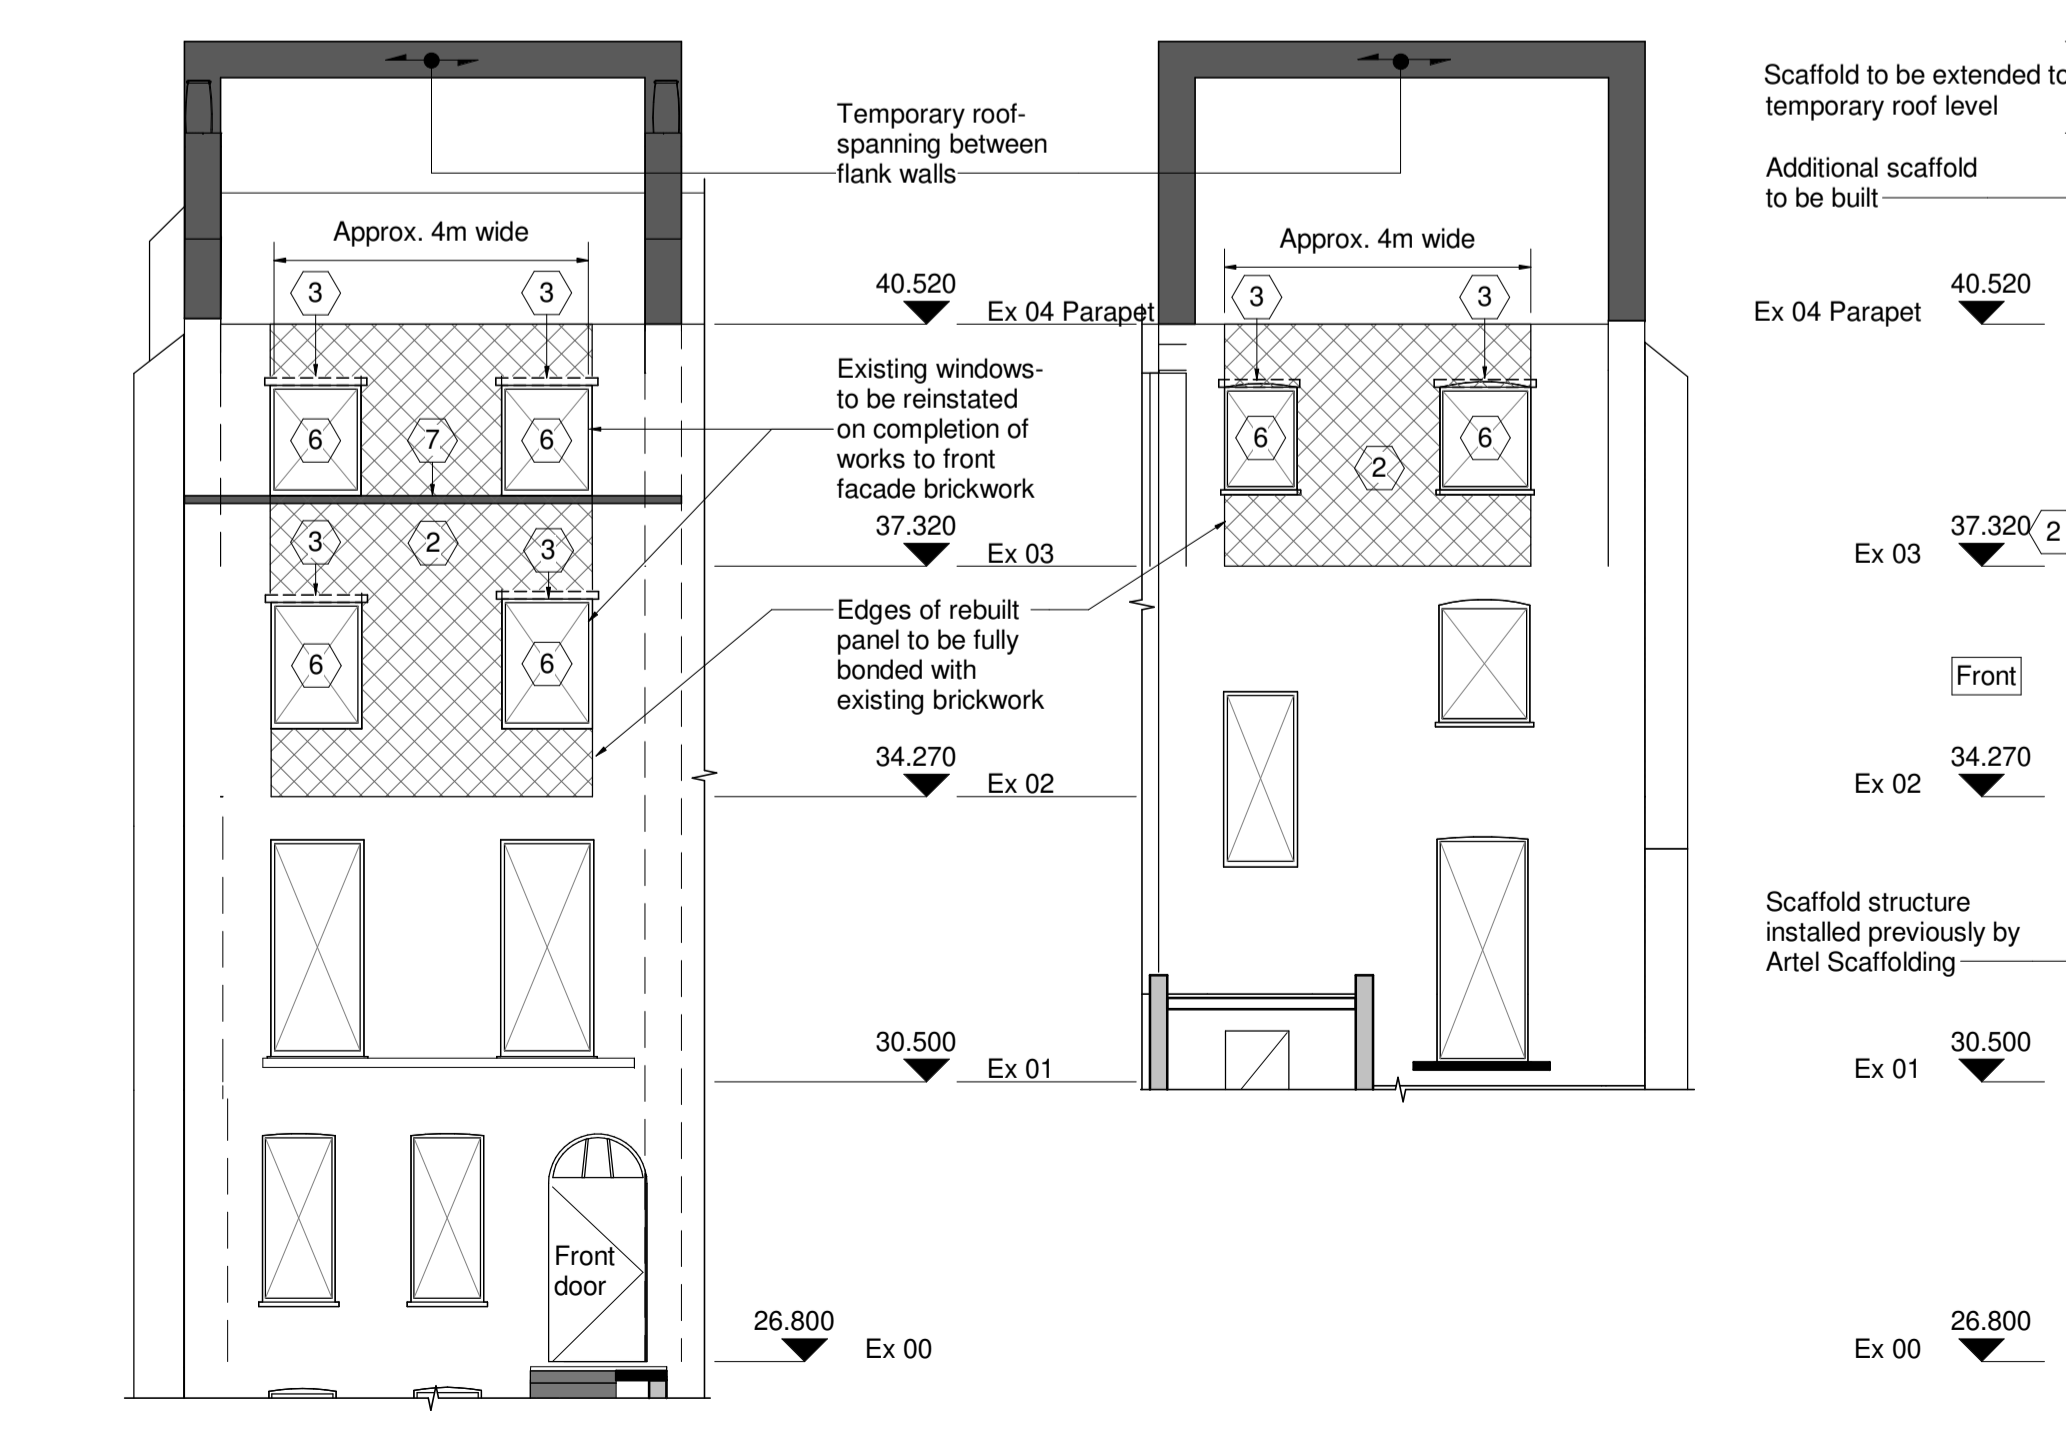 Temporary roof-
spanning between
flank walls
Approx. 4m wide
3
3
40.520
Ex 04 Parapet
6
7
6
Existing windows-
to be reinstated
on completion of
works to front
facade brickwork
3
2
3
37.320
Ex 03
6
6
Edges of rebuilt
panel to be fully
bonded with
existing brickwork
34.270
Ex 02
30.500
Ex 01
Front
door
26.800
Ex 00
Approx. 4m wide
3
3
6
2
6
Scaffold to be extended to
temporary roof level
Additional scaffold
to be built
Ex 04 Parapet
40.520
Ex 03
37.320
2
Front
Ex 02
34.270
Scaffold structure
installed previously by
Artel Scaffolding
Ex 01
30.500
Ex 00
26.800